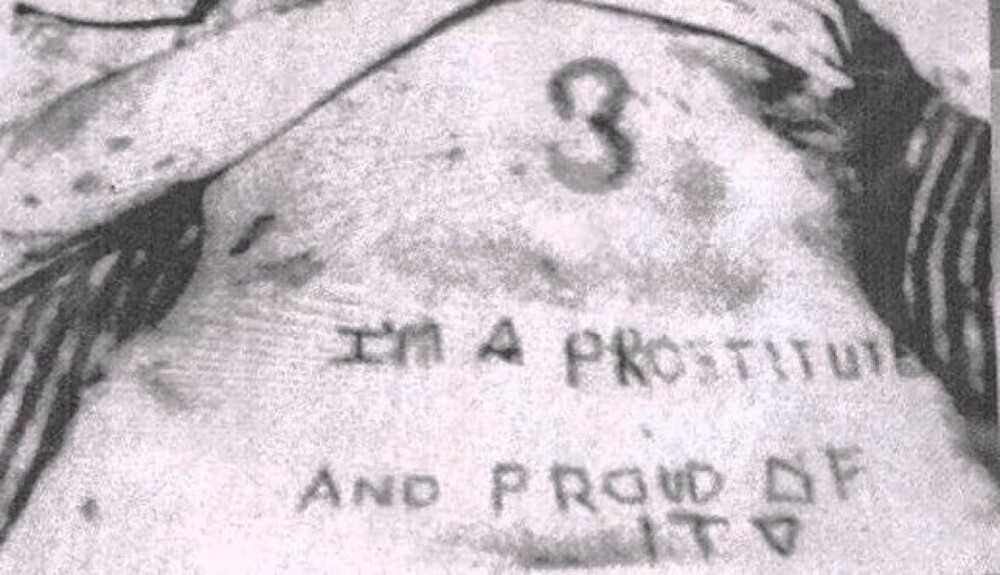 3
I'M A PROSTITUTE
AND PROUD OF
IT